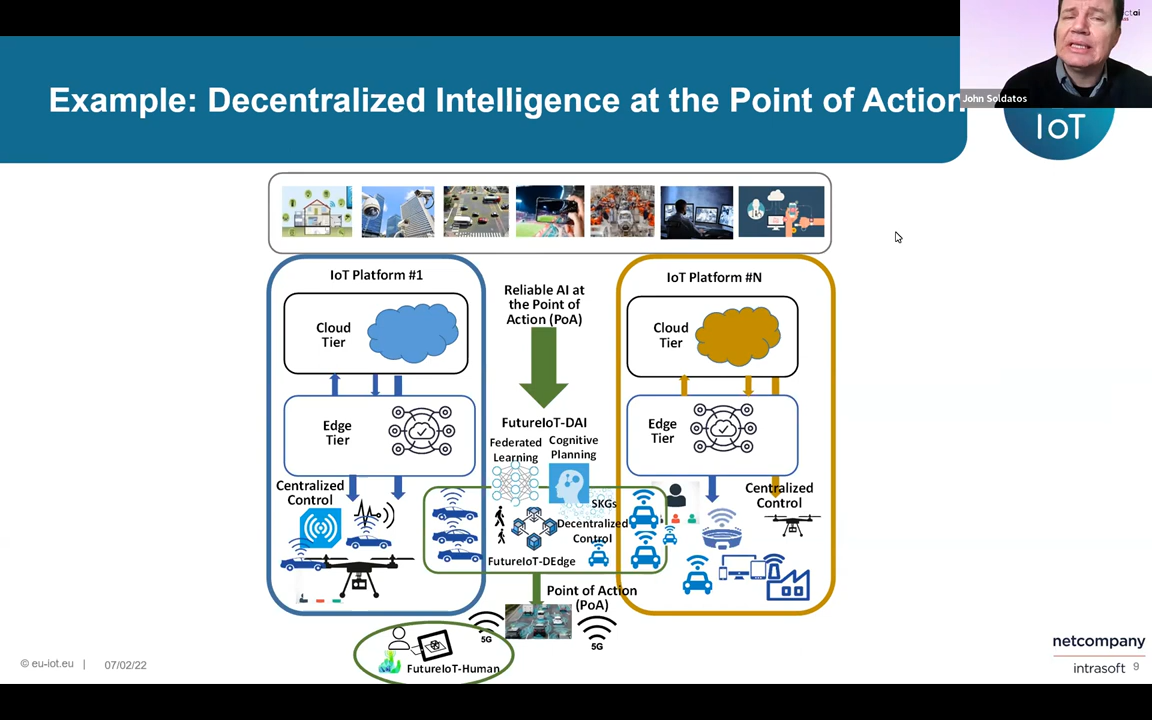 Example: Decentralized Intelligence at the Point of Action
John Soldatos
IoT
IoT Platform #1
Cloud
Tier
Edge
Tier
Centralized
Control
Reliable AI at
the Point of
Action (PoA)
FutureIoT-DAI
Federated
Learning
Cognitive
Planning
SKGs
Decentralized
Control
FutureIoT-DEdge
IoT Platform #N
Cloud
Tier
Edge
Tier
Centralized
Control
Point of Action
(PoA)
5G
5G
FutureIoT-Human
© eu-iot.eu |
07/02/22
netcompany
intrasoft
9